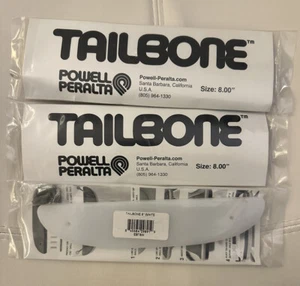 TAILBONE™
POWELL
PERALTA
Powell-Peralta.com
Santa Barbara, California
U.S.A.
(805) 964-1330
Size: 8.00"
TAILBONE™
POWELL
PERALTA
Powell-Peralta.com
Santa Barbara, California
U.S.A.
(805) 964-1330
Size: 8.00"